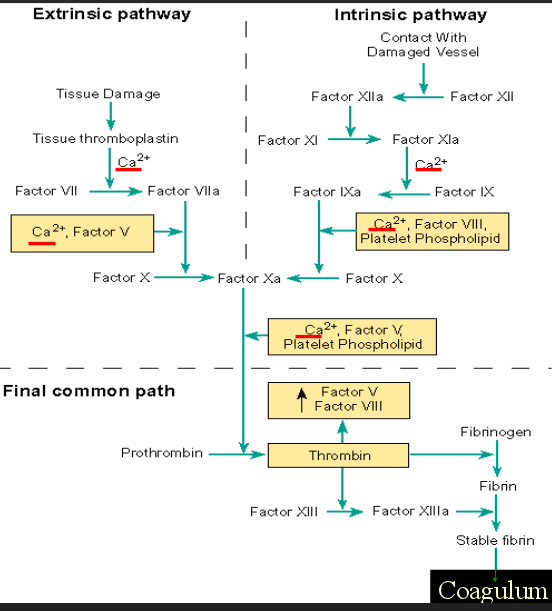 Extrinsic pathway
Intrinsic pathway
Contact With
Damaged Vessel
Tissue Damage
Factor XIIa
Factor XII
Tissue thromboplastin
Factor XI
Factor XIa
Ca2+
Ca2+
Factor VII
Factor VIIa
Factor IXa
Factor IX
Ca2+, Factor V
Ca2+, Factor VIII,
Platelet Phospholipid
Factor X
Factor Xa
Factor X
Ca2+, Factor V,
Platelet Phospholipid
Final common path
Factor V
Factor VIII
Fibrinogen
Prothrombin
Thrombin
Fibrin
Factor XIII
Factor XIIIa
Stable fibrin
Coagulum